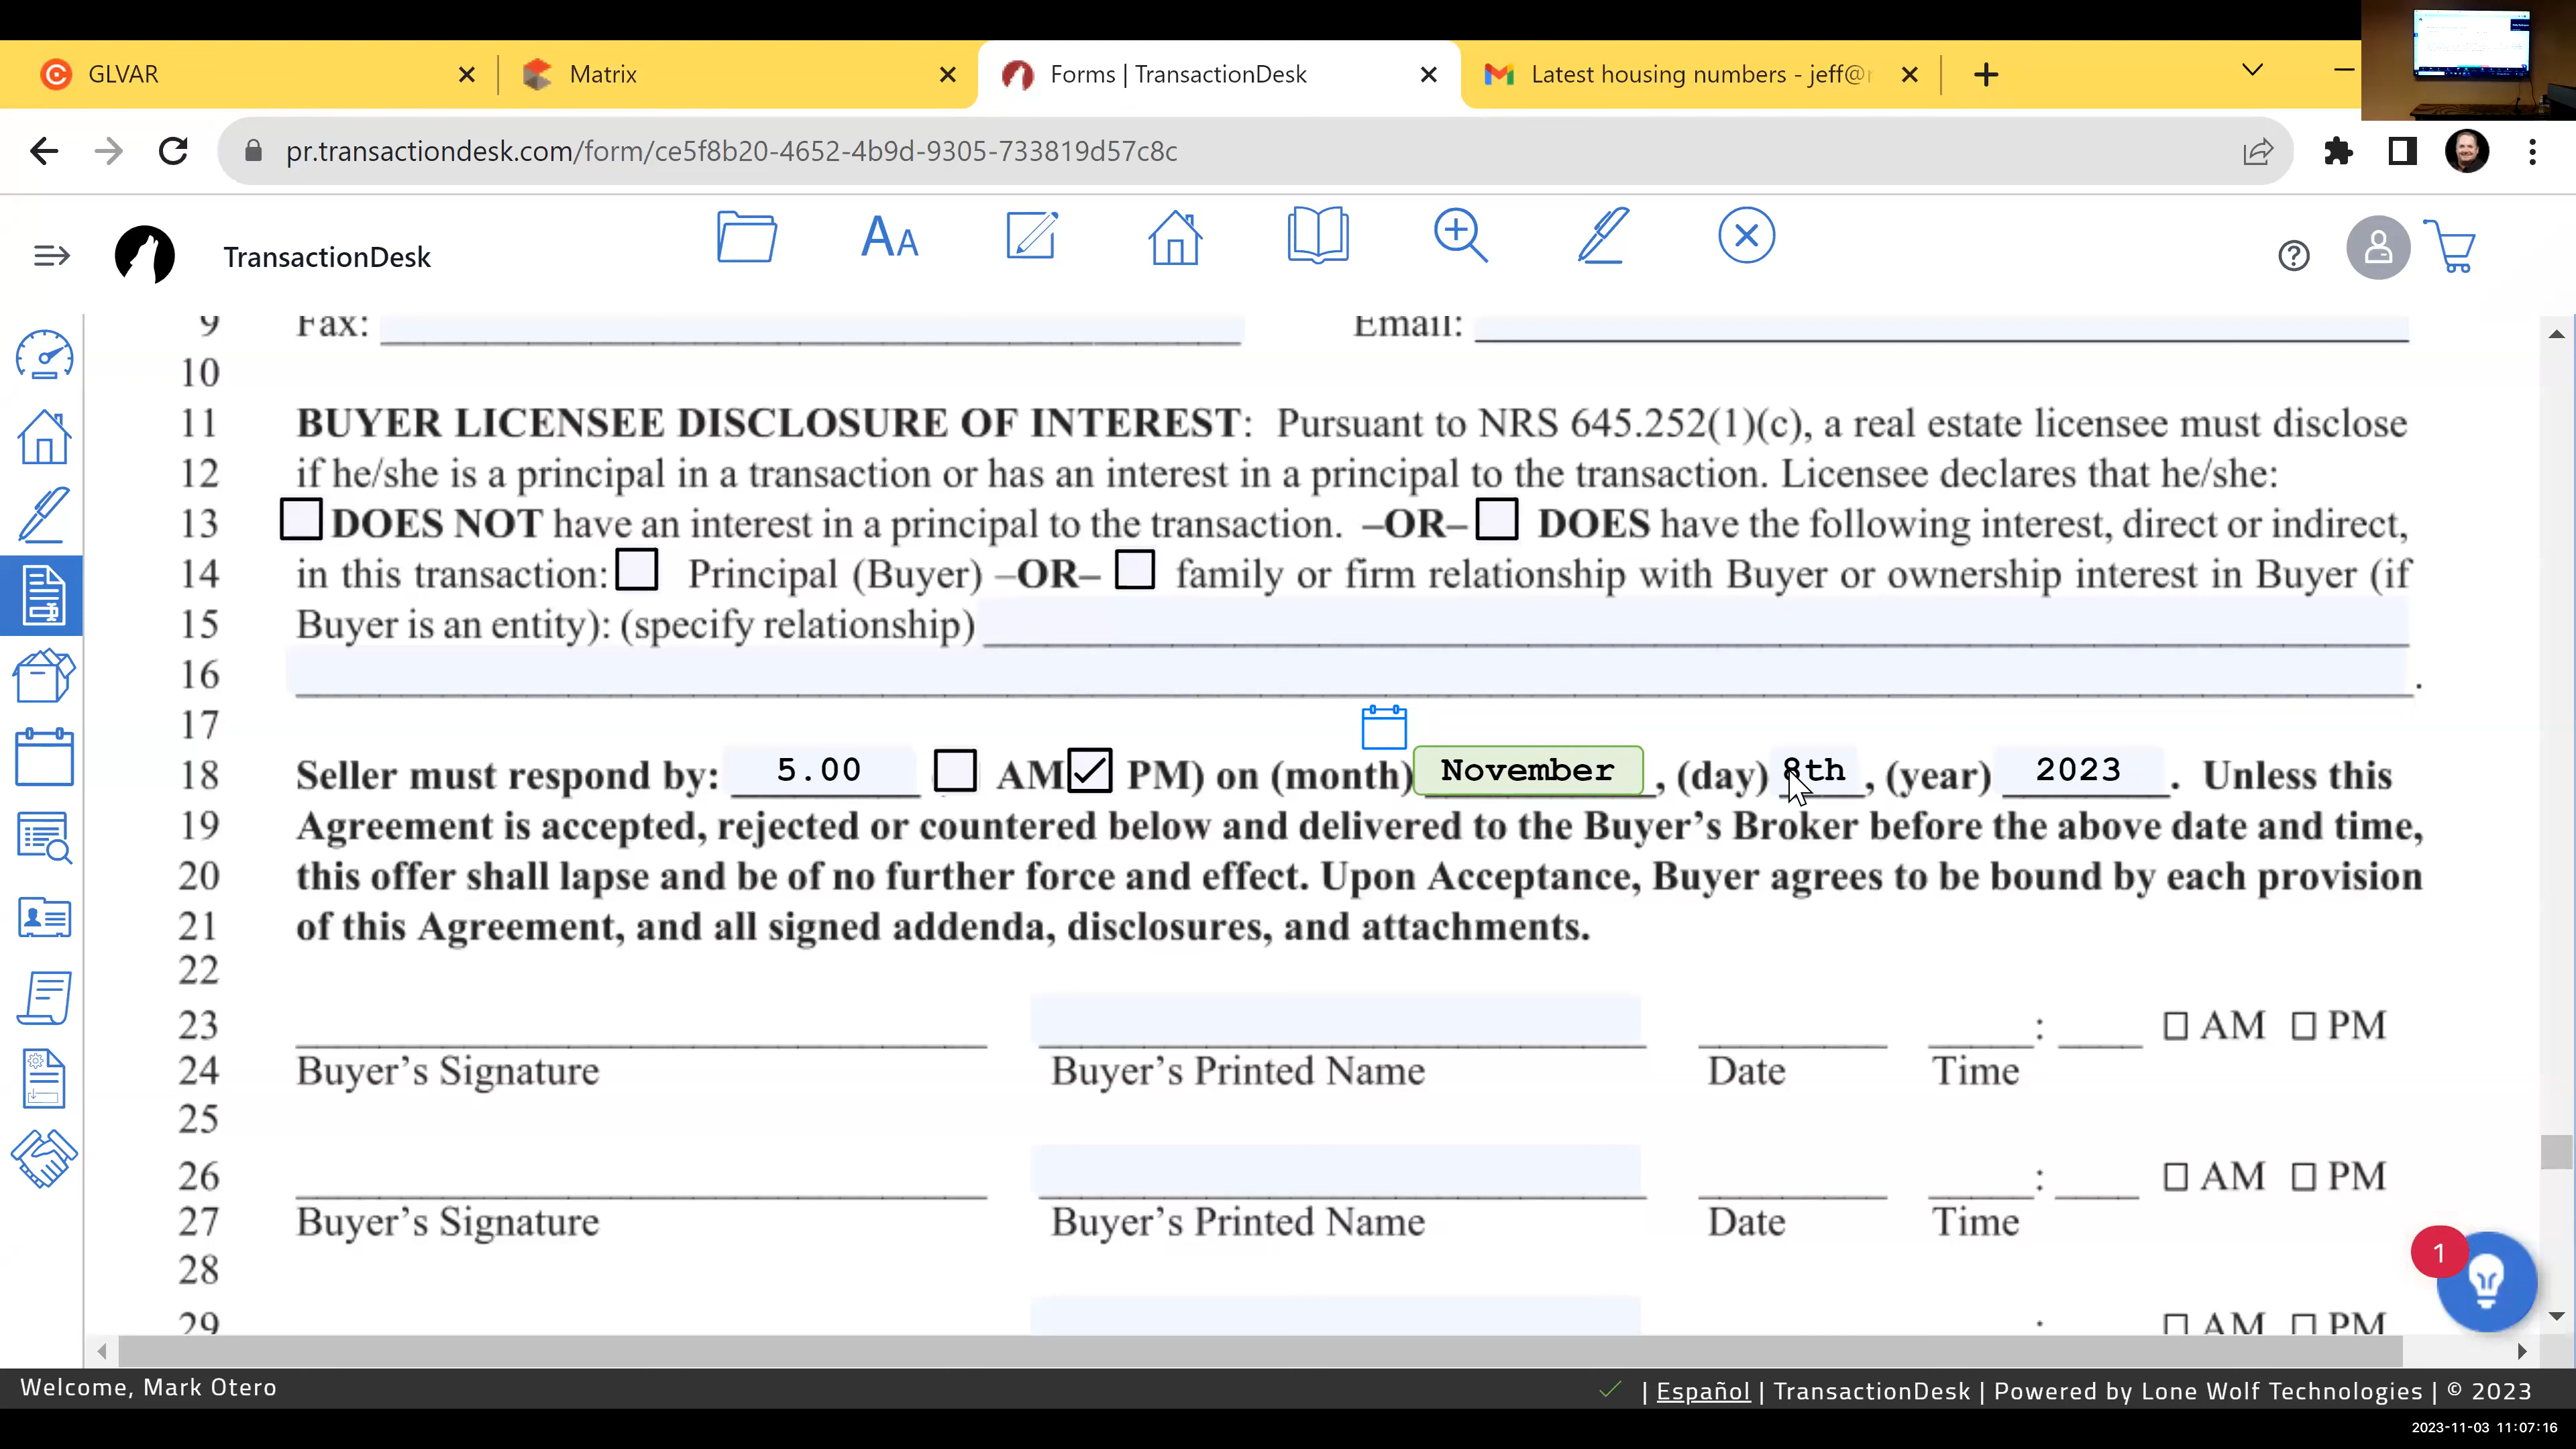 GLVAR
Matrix
Forms | TransactionDesk
Latest housing numbers - jeff@
pr.transactiondesk.com/form/ce5f8b20-4652-4b9d-9305-733819d57c8c
TransactionDesk
9 Fax: Email:
10
11 BUYER LICENSEE DISCLOSURE OF INTEREST: Pursuant to NRS 645.252(1)(c), a real estate licensee must disclose
12 if he/she is a principal in a transaction or has an interest in a principal to the transaction. Licensee declares that he/she:
13 DOES NOT have an interest in a principal to the transaction. –OR– DOES have the following interest, direct or indirect,
14 in this transaction: Principal (Buyer) –OR– family or firm relationship with Buyer or ownership interest in Buyer (if
15 Buyer is an entity): (specify relationship)
16 .
17
18 Seller must respond by: 5.00 AM PM) on (month) November , (day) 8th , (year) 2023 . Unless this
19 Agreement is accepted, rejected or countered below and delivered to the Buyer’s Broker before the above date and time,
20 this offer shall lapse and be of no further force and effect. Upon Acceptance, Buyer agrees to be bound by each provision
21 of this Agreement, and all signed addenda, disclosures, and attachments.
22
23 : AM PM
24 Buyer’s Signature Buyer’s Printed Name Date Time
25
26 : AM PM
27 Buyer’s Signature Buyer’s Printed Name Date Time
28
29 : AM PM
1
Welcome, Mark Otero
| Español | TransactionDesk | Powered by Lone Wolf Technologies | © 2023
2023-11-03 11:07:16